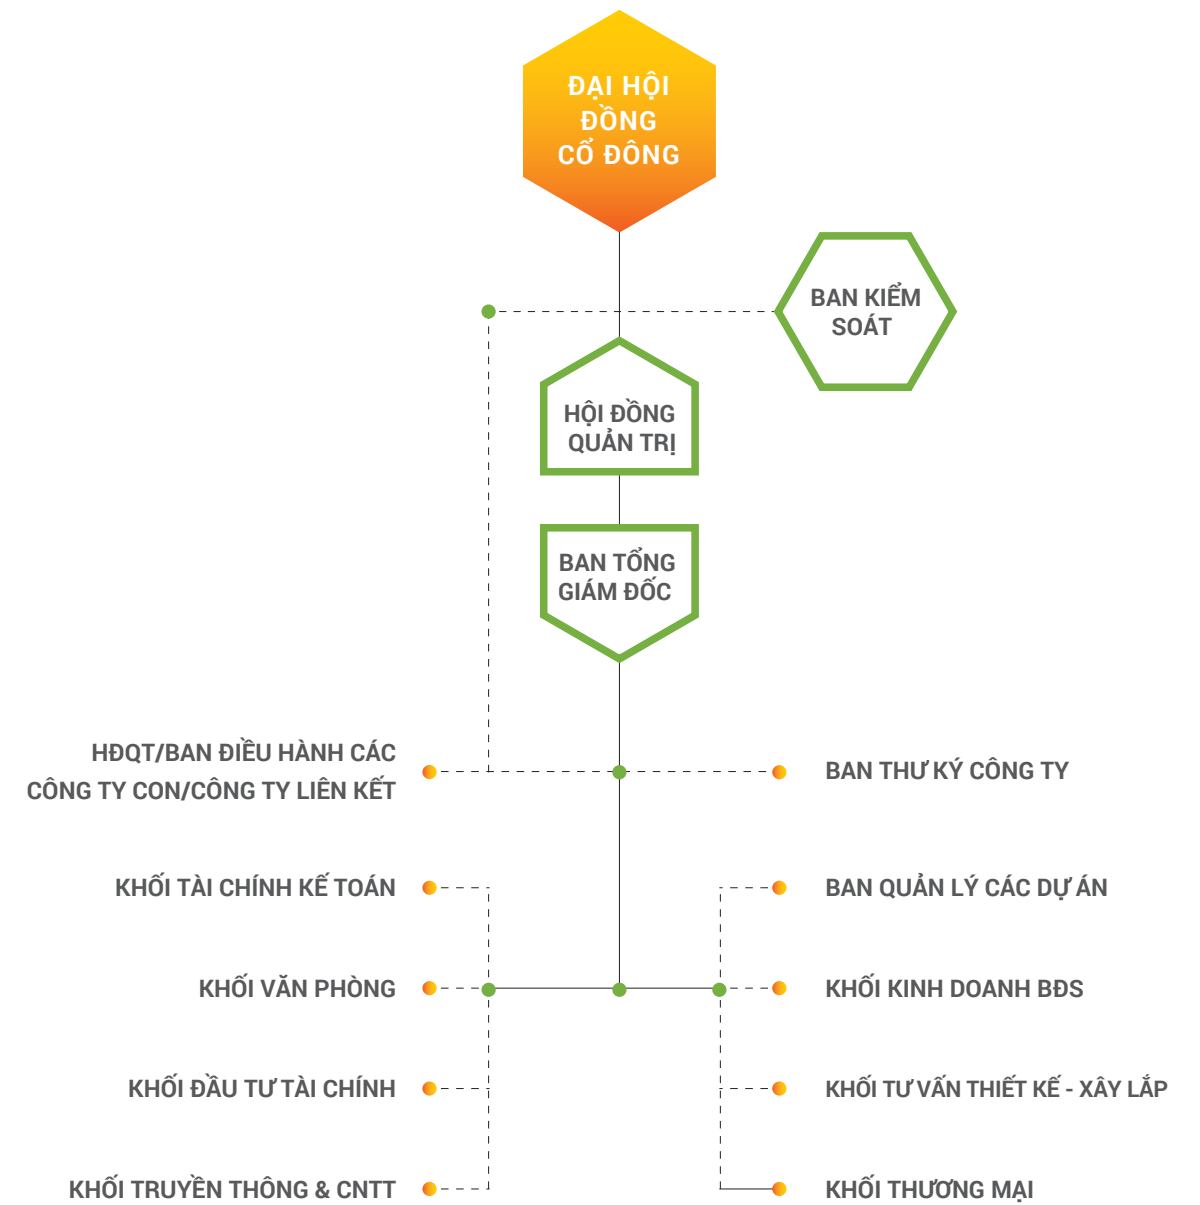 ĐẠI HỘI
ĐỒNG
CỔ ĐÔNG
BAN KIỂM
SOÁT
HỘI ĐỒNG
QUẢN TRỊ
BAN TỔNG
GIÁM ĐỐC
HĐQT/BAN ĐIỀU HÀNH CÁC
CÔNG TY CON/CÔNG TY LIÊN KẾT
BAN THƯ KÝ CÔNG TY
KHỐI TÀI CHÍNH KẾ TOÁN
BAN QUẢN LÝ CÁC DỰ ÁN
KHỐI VĂN PHÒNG
KHỐI KINH DOANH BĐS
KHỐI ĐẦU TƯ TÀI CHÍNH
KHỐI TƯ VẤN THIẾT KẾ - XÂY LẮP
KHỐI TRUYỀN THÔNG & CNTT
KHỐI THƯƠNG MẠI